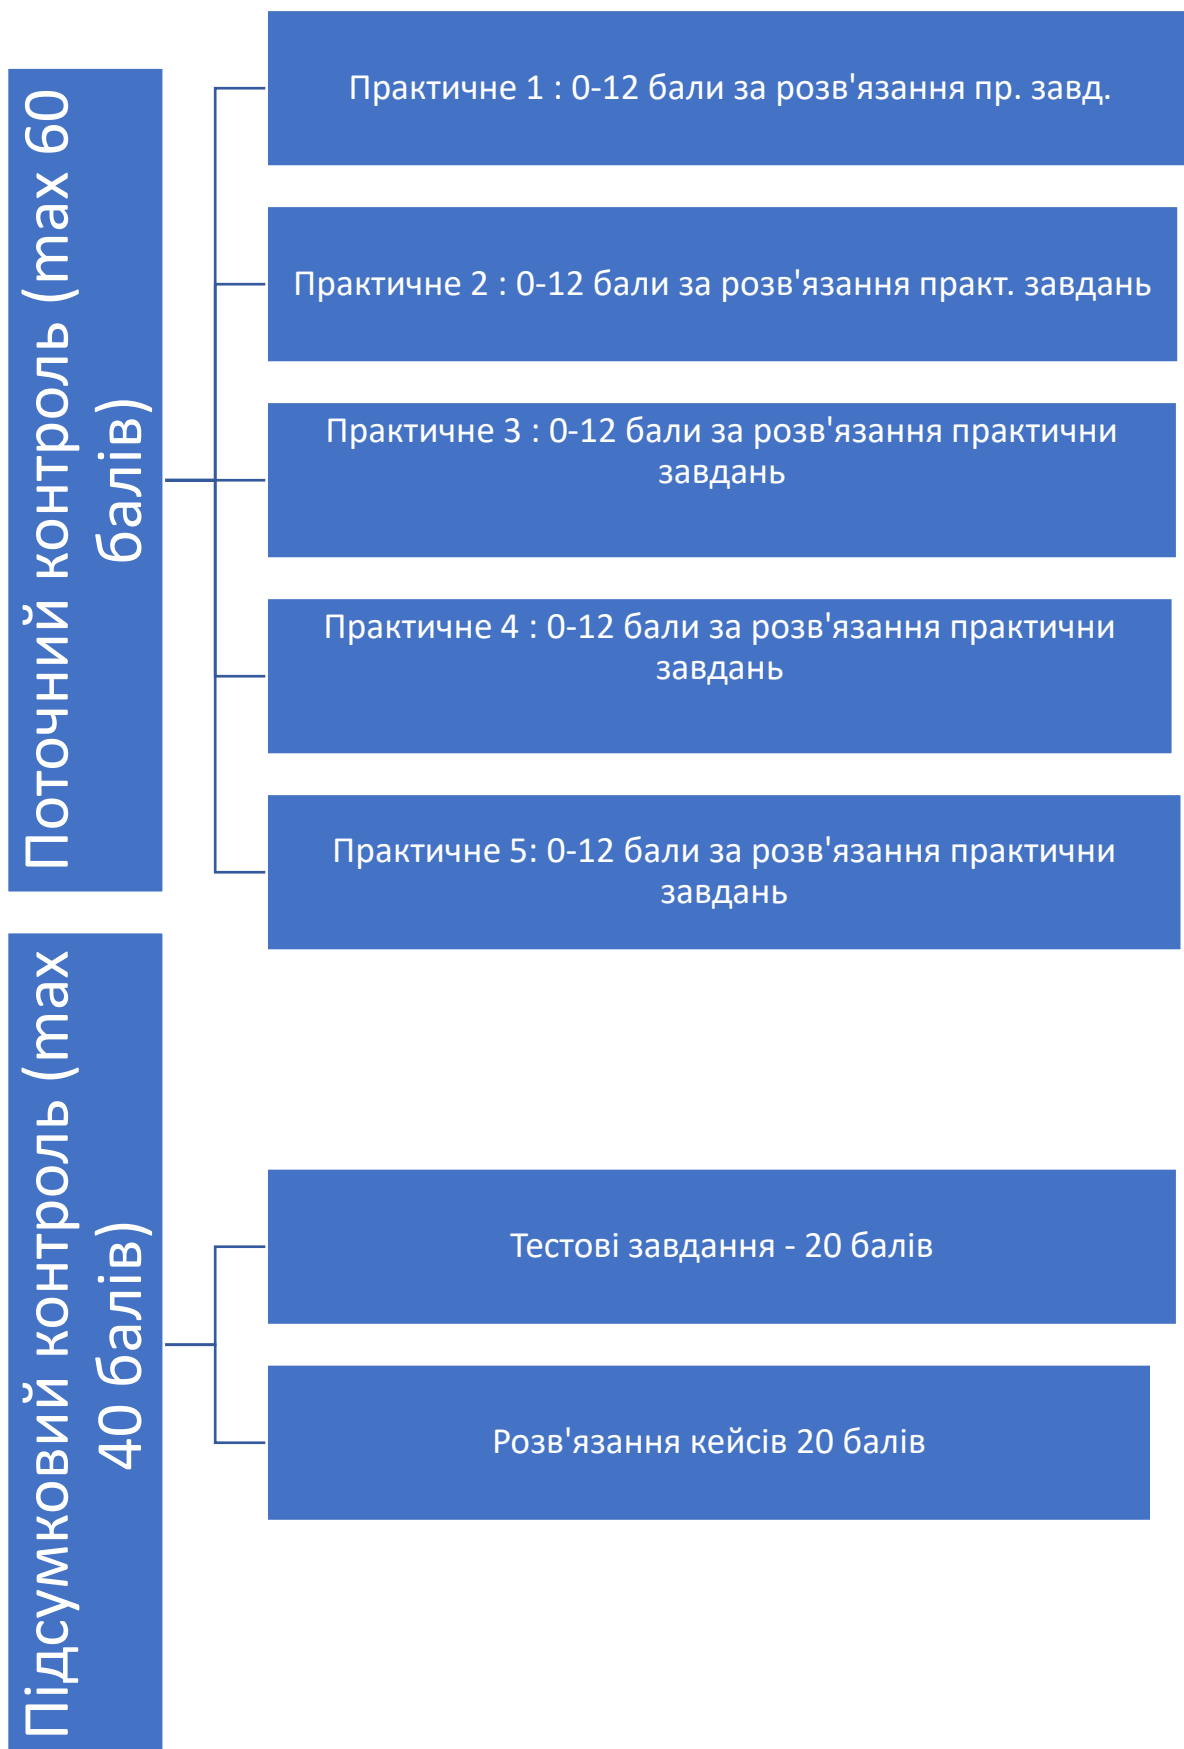 Поточний контроль (max 60
балів)
Практичне 1 : 0-12 бали за розв'язання пр. завд.
Практичне 2 : 0-12 бали за розв'язання практ. завдань
Практичне 3 : 0-12 бали за розв'язання практични
завдань
Практичне 4 : 0-12 бали за розв'язання практични
завдань
Практичне 5: 0-12 бали за розв'язання практични
завдань
Підсумковий контроль (max
40 балів)
Тестові завдання - 20 балів
Розв'язання кейсів 20 балів